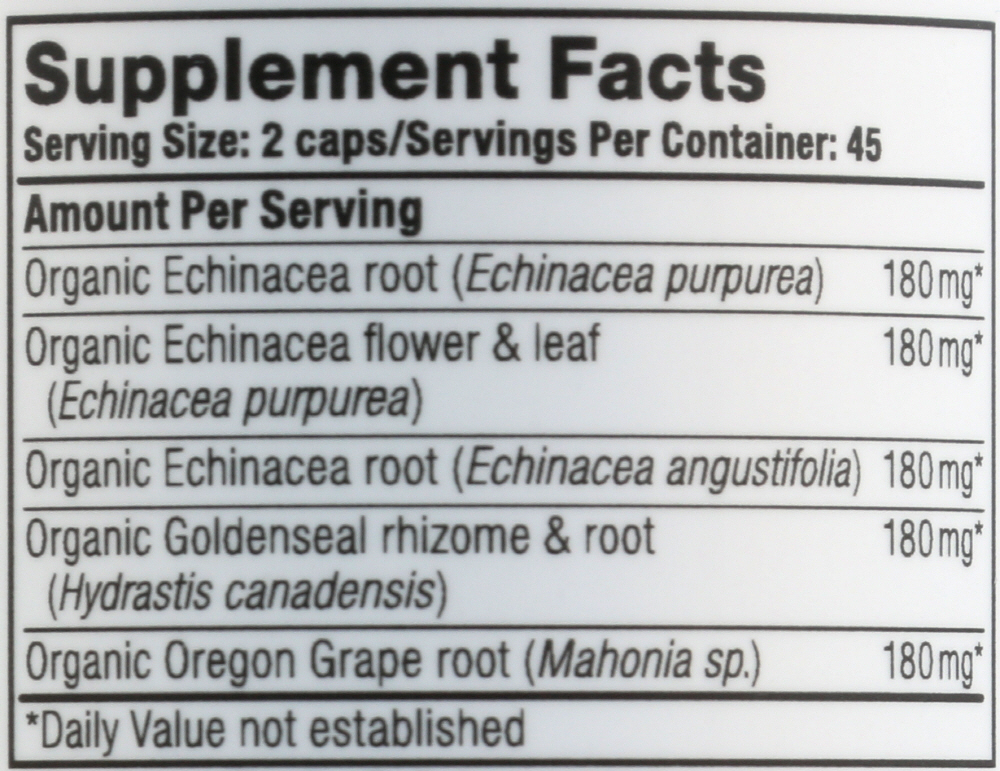 Supplement Facts
Serving Size: 2 caps/Servings Per Container: 45
Amount Per Serving
Organic Echinacea root (Echinacea purpurea) 180mg*
Organic Echinacea flower & leaf 180mg*
(Echinacea purpurea)
Organic Echinacea root (Echinacea angustifolia) 180mg*
Organic Goldenseal rhizome & root 180mg*
(Hydrastis canadensis)
Organic Oregon Grape root (Mahonia sp.) 180mg*
*Daily Value not established